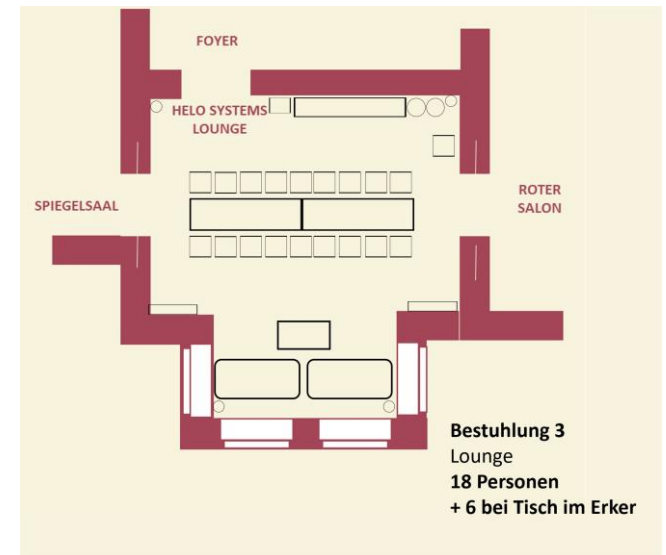 FOYER
HELO SYSTEMS
LOUNGE
SPIEGELSAAL
ROTER
SALON
Bestuhlung 3
Lounge
18 Personen
+ 6 bei Tisch im Erker